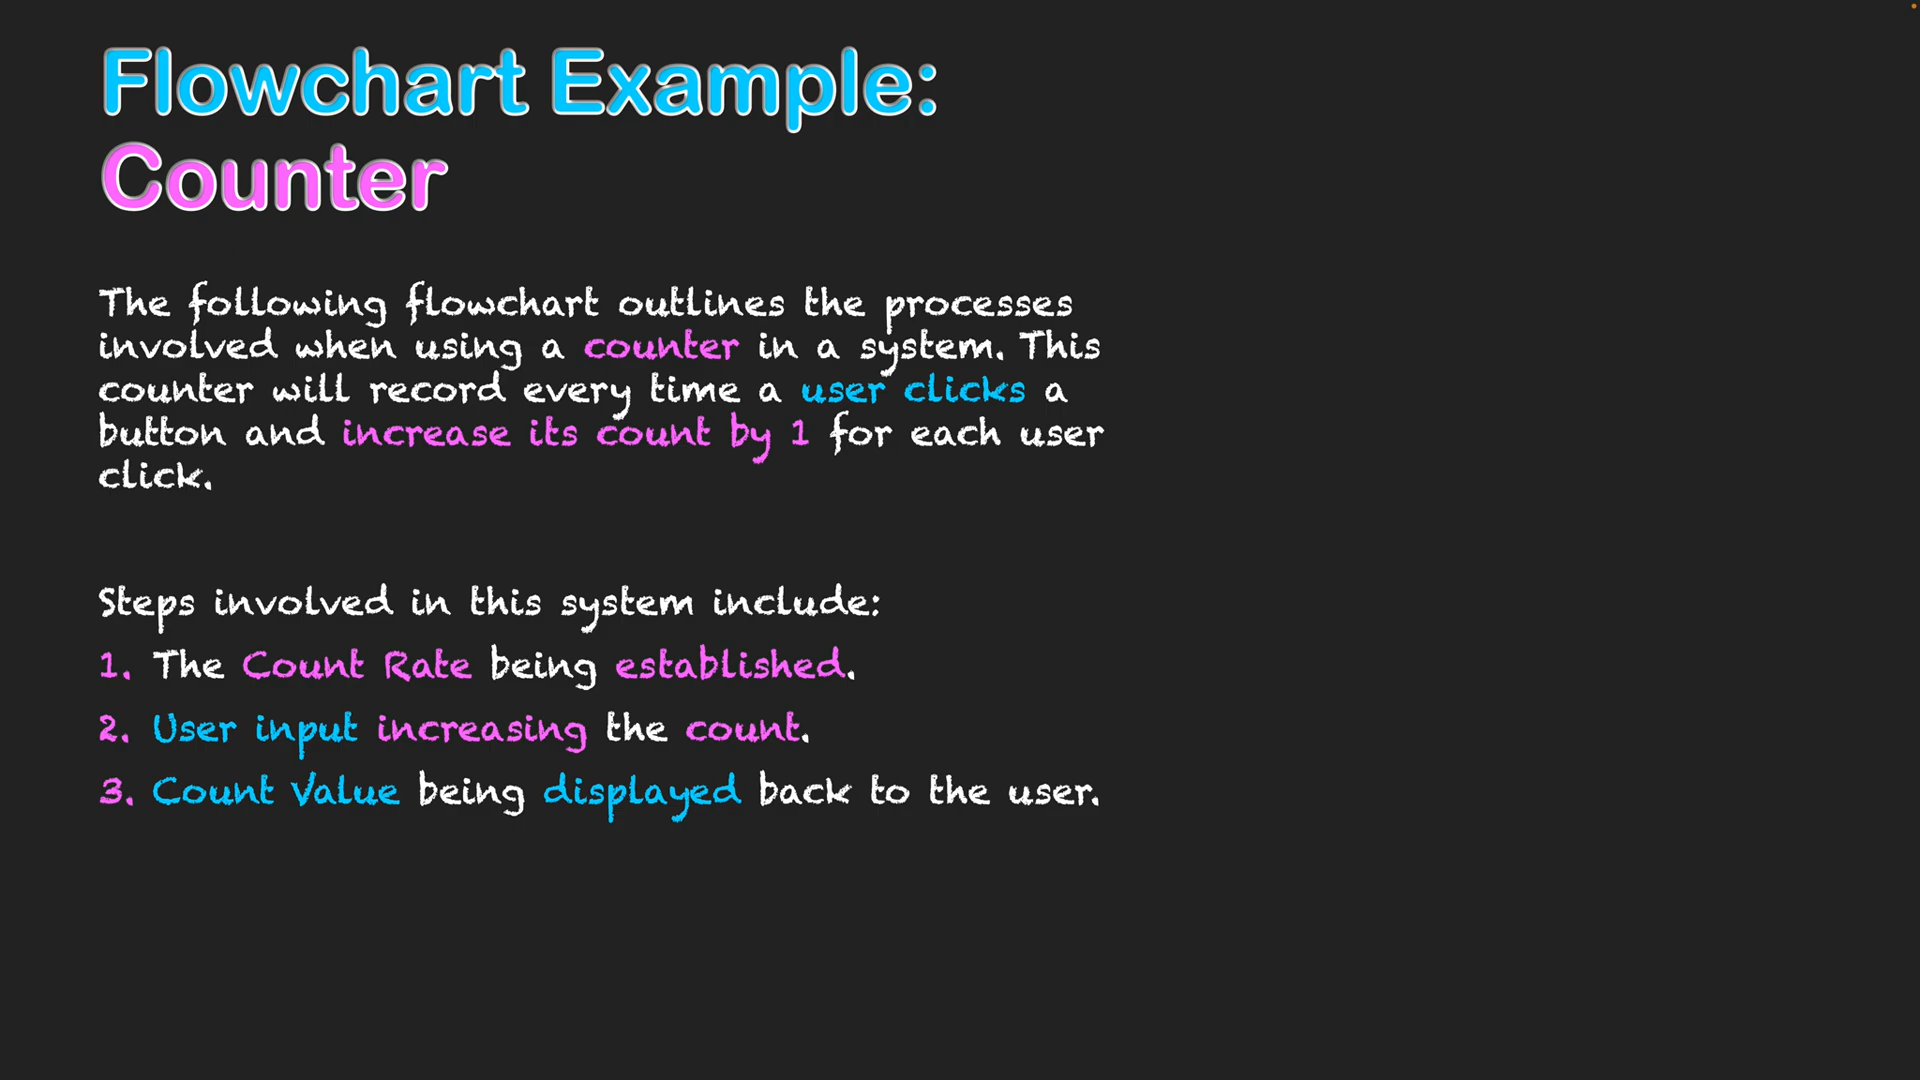 Flowchart Example:
Counter
The following flowchart outlines the processes
involved when using a counter in a system. This
counter will record every time a user clicks a
button and increase its count by 1 for each user
click.
Steps involved in this system include:
1. The Count Rate being established.
2. User input increasing the count.
3. Count Value being displayed back to the user.